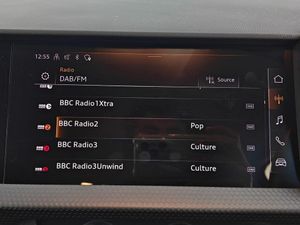 12:55
Radio
DAB/FM
Source
BBC Radio1Xtra
BBC Radio2 Pop
BBC Radio3 Culture
BBC Radio3Unwind Culture